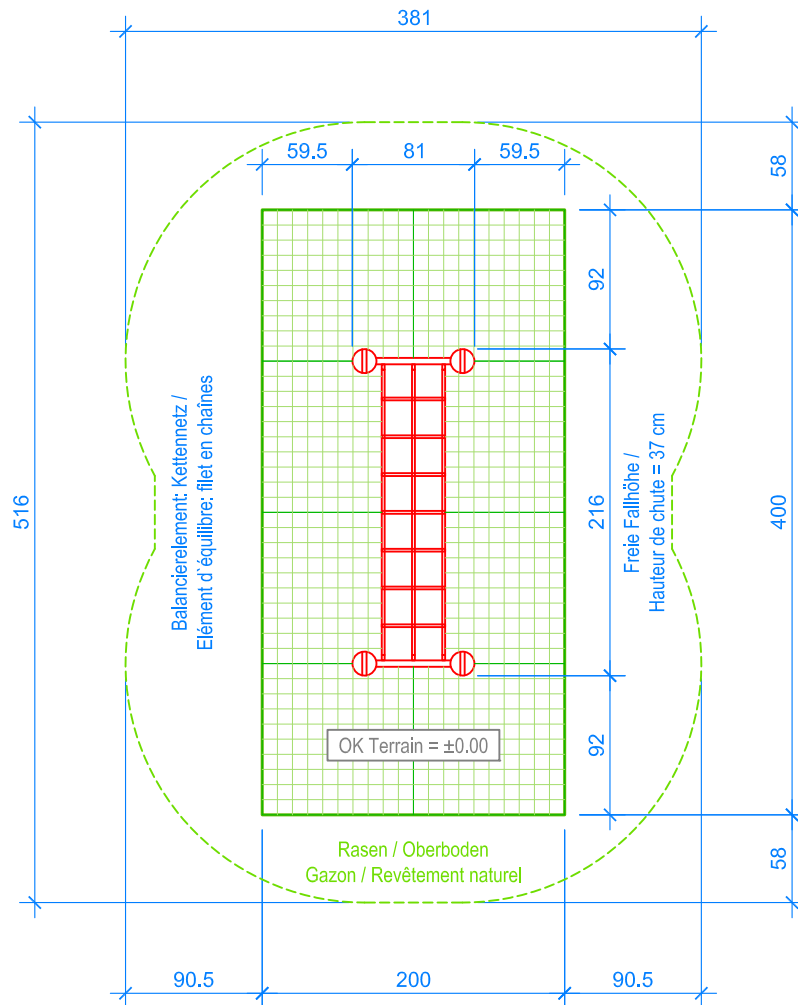 381
59.5
81
59.5
58
92
Balancierelement: Kettennetz /
Elément d`équilibre: filet en chaînes
516
216
Freie Fallhöhe /
Hauteur de chute = 37 cm
400
OK Terrain = ±0.00
92
Rasen / Oberboden
Gazon / Revêtement naturel
58
90.5
200
90.5